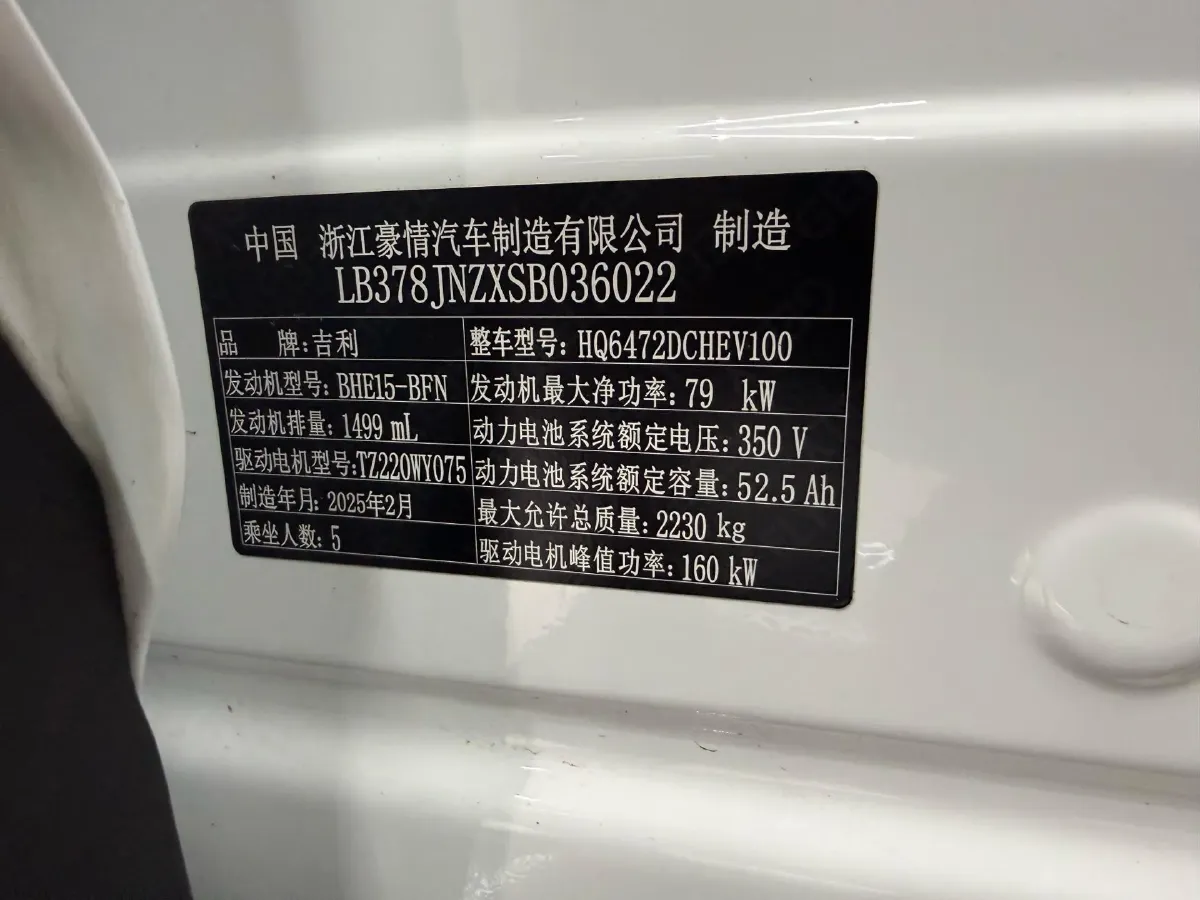 中国 浙江豪情汽车制造有限公司 制造
LB378JNZXSB036022
品 牌:吉利 整车型号: HQ6472DCHEV100
发动机型号: BHE15-BFN 发动机最大净功率: 79 kW
发动机排量: 1499 mL 动力电池系统额定电压: 350 V
驱动电机型号:TZ220WY075 动力电池系统额定容量: 52.5 Ah
制造年月: 2025年2月 最大允许总质量: 2230 kg
乘坐人数: 5 驱动电机峰值功率: 160 kW